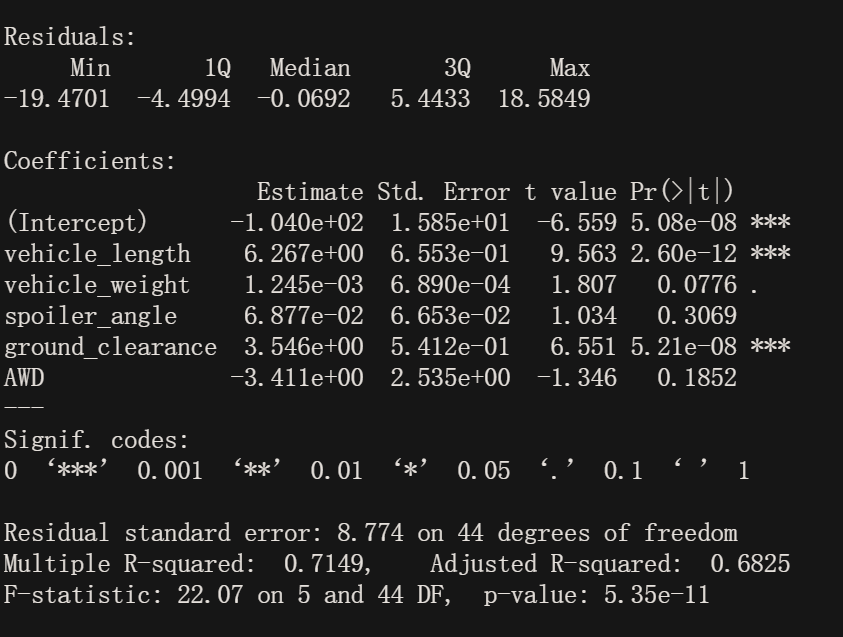 Residuals:
     Min       1Q   Median       3Q      Max
-19.4701  -4.4994  -0.0692   5.4433  18.5849

Coefficients:
                 Estimate Std. Error t value Pr(>|t|)
(Intercept)      -1.040e+02  1.585e+01  -6.559 5.08e-08 ***
vehicle_length    6.267e+00  6.553e-01   9.563 2.60e-12 ***
vehicle_weight    1.245e-03  6.890e-04   1.807   0.0776 .
spoiler_angle     6.877e-02  6.653e-02   1.034   0.3069
ground_clearance  3.546e+00  5.412e-01   6.551 5.21e-08 ***
AWD              -3.411e+00  2.535e+00  -1.346   0.1852
---
Signif. codes:
0 ‘***’ 0.001 ‘**’ 0.01 ‘*’ 0.05 ‘.’ 0.1 ‘ ’ 1

Residual standard error: 8.774 on 44 degrees of freedom
Multiple R-squared:  0.7149,    Adjusted R-squared:  0.6825
F-statistic: 22.07 on 5 and 44 DF,  p-value: 5.35e-11